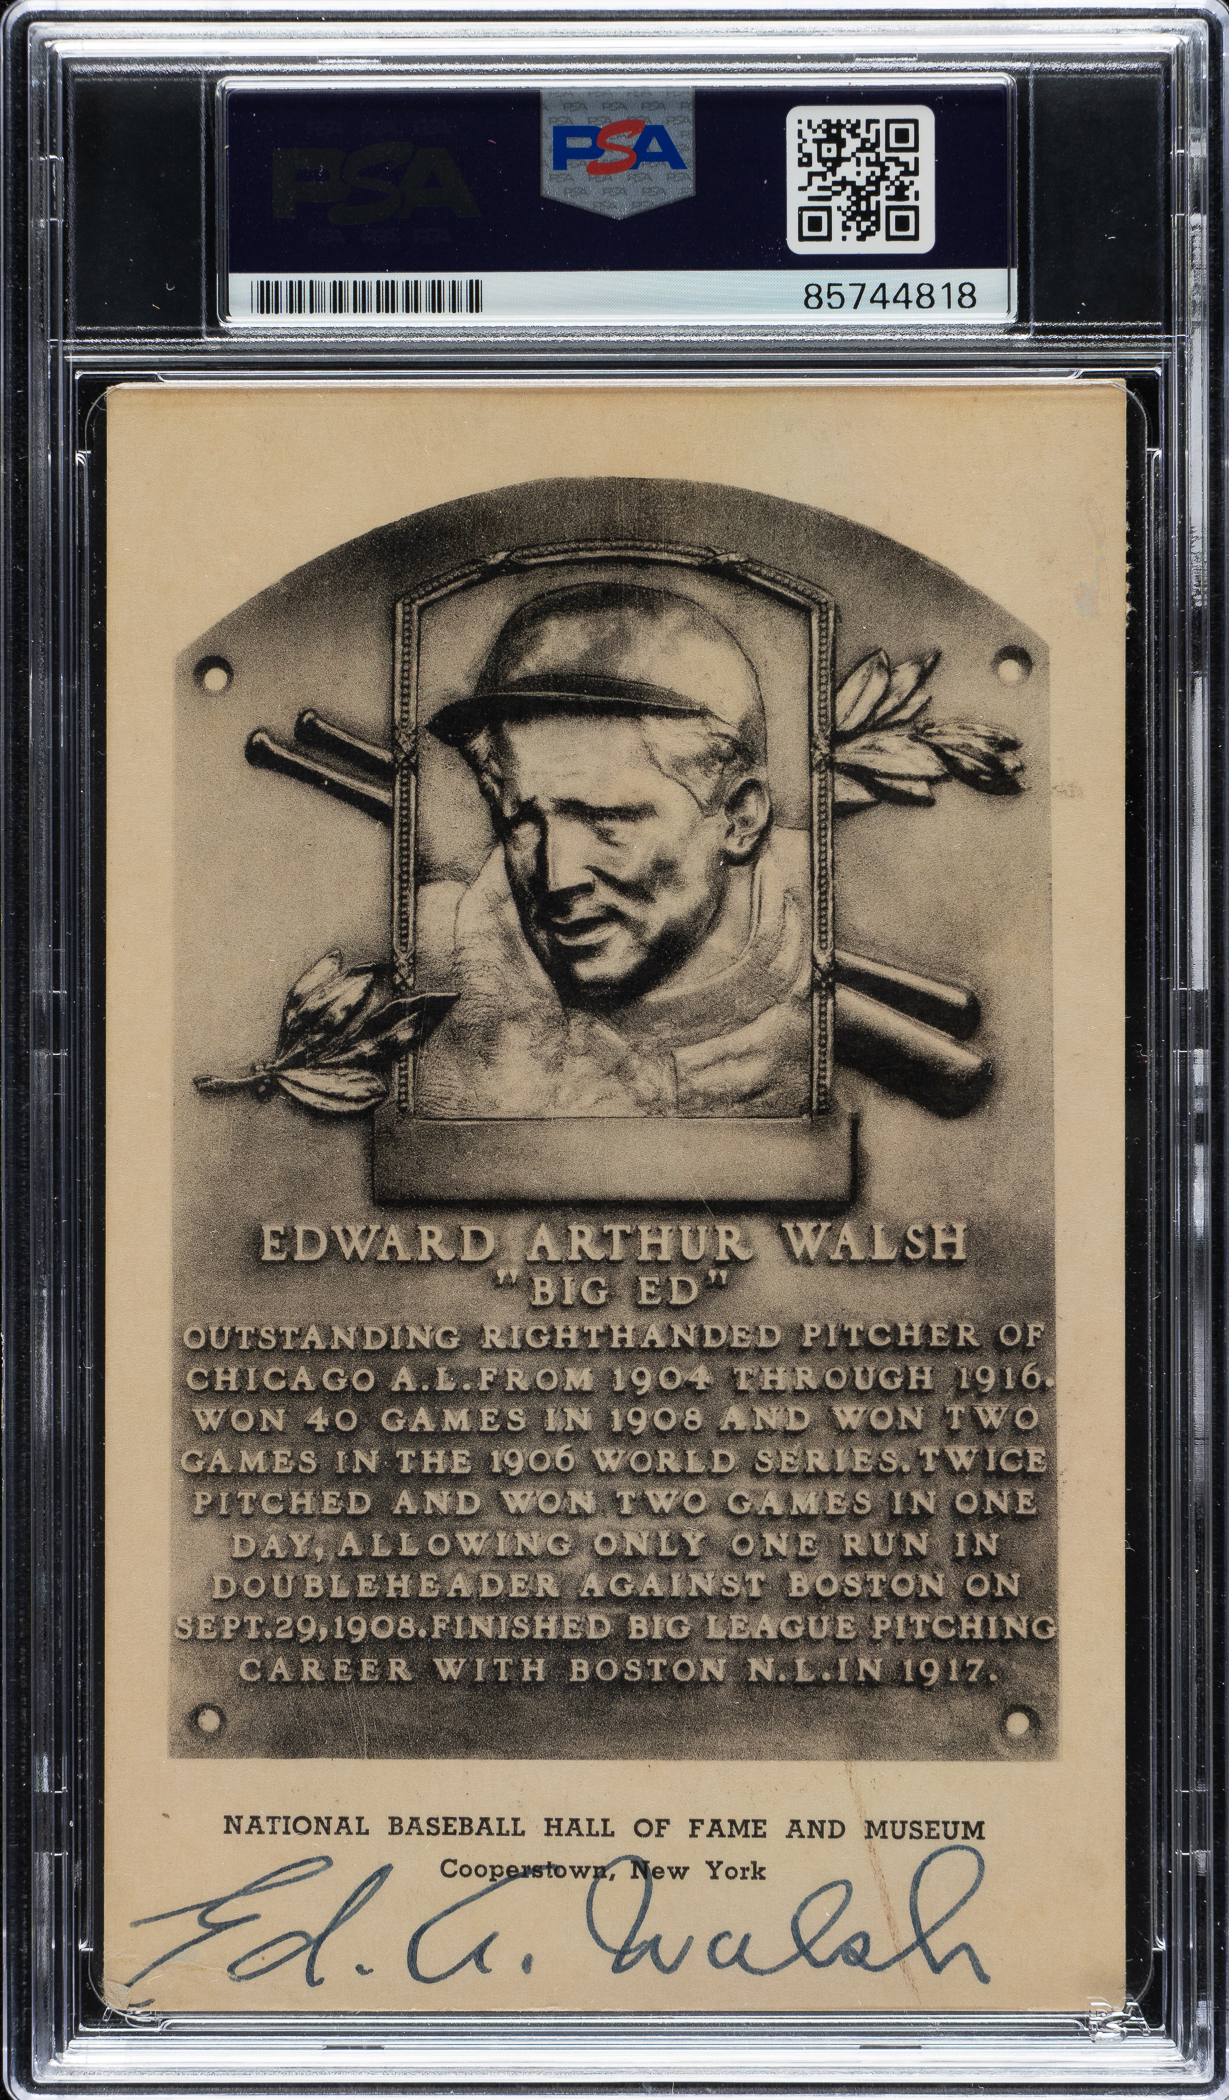 PSA
PSA
85744818
EDWARD ARTHUR WALSH
"BIG ED"
OUTSTANDING RIGHTHANDED PITCHER OF
CHICAGO A.L. FROM 1904 THROUGH 1916.
WON 40 GAMES IN 1908 AND WON TWO
GAMES IN THE 1906 WORLD SERIES. TWICE
PITCHED AND WON TWO GAMES IN ONE
DAY, ALLOWING ONLY ONE RUN IN
DOUBLEHEADER AGAINST BOSTON ON
SEPT. 29, 1908. FINISHED BIG LEAGUE PITCHING
CAREER WITH BOSTON N.L. IN 1917.
NATIONAL BASEBALL HALL OF FAME AND MUSEUM
Cooperstown, New York
Ed. A. Walsh